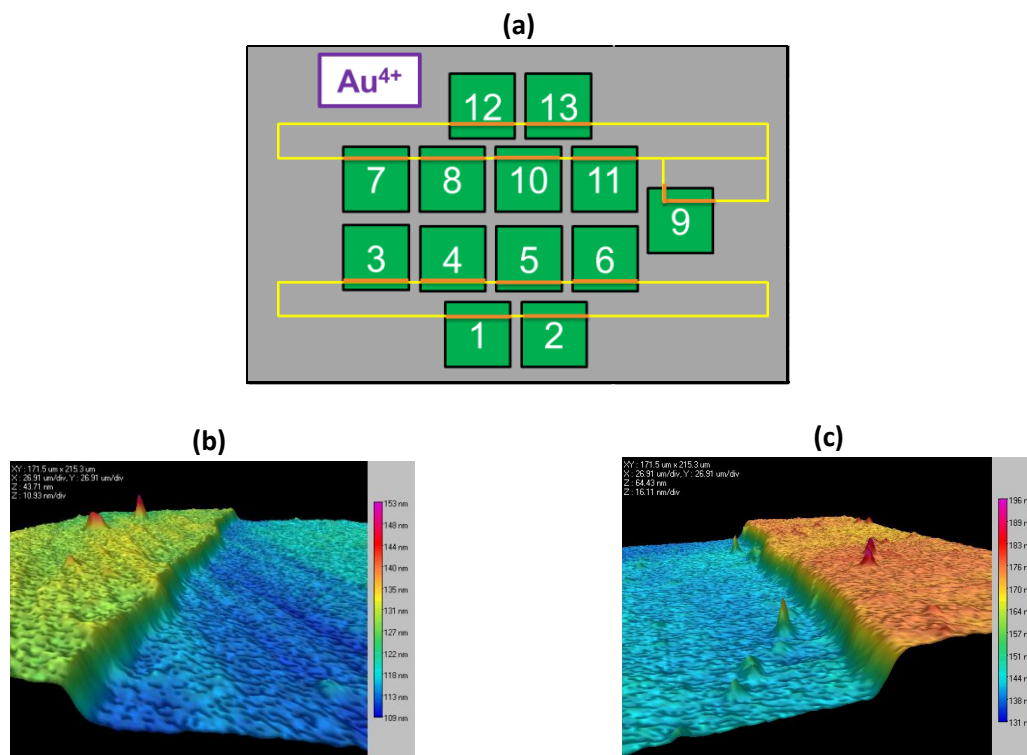 (a)
Au⁴⁺
12 13
7 8 10 11
9
3 4 5 6
1 2
(b)
XY : 171.5 um x 215.3 um
X : 26.91 um/div, Y : 26.91 um/div
Z : 43.71 nm
Z : 10.93 nm/div
153 nm
148 nm
144 nm
140 nm
135 nm
131 nm
127 nm
122 nm
118 nm
113 nm
109 nm
(c)
XY : 171.5 um x 215.3 um
X : 26.91 um/div, Y : 26.91 um/div
Z : 64.43 nm
Z : 16.11 nm/div
196 n
189 n
183 n
176 n
170 n
164 n
157 n
151 n
144 n
138 n
131 n